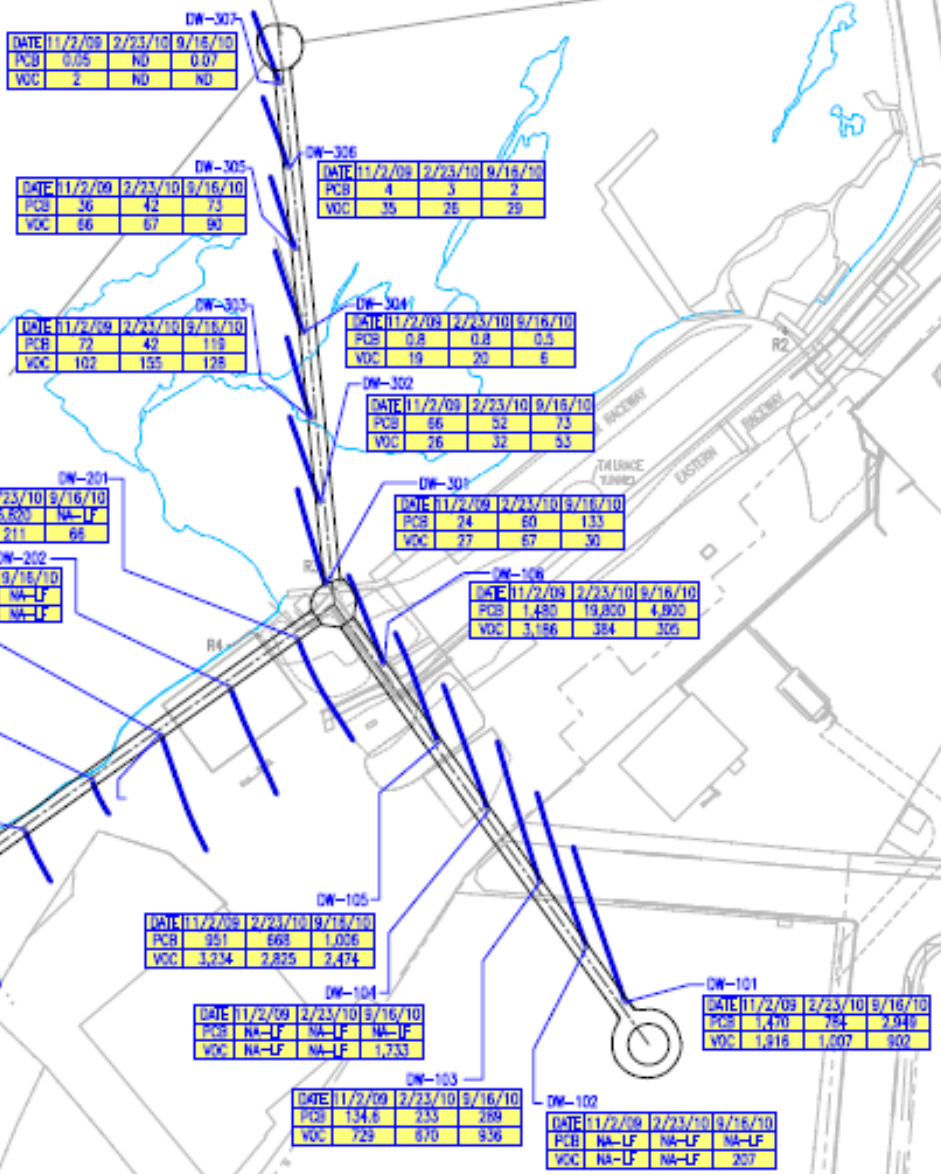 DW-307
DATE 11/2/09 2/23/10 9/16/10
PCB 0.05 ND 0.07
VOC 2 ND ND
DW-306
DATE 11/2/09 2/23/10 9/16/10
PCB 4 3 2
VOC 35 26 29
DW-305
DATE 11/2/09 2/23/10 9/16/10
PCB 36 42 73
VOC 66 67 90
DW-304
DATE 11/2/09 2/23/10 9/16/10
PCB 0.8 0.8 0.5
VOC 19 20 6
DW-303
DATE 11/2/09 2/23/10 9/16/10
PCB 72 42 119
VOC 102 155 128
R2
DW-302
DATE 11/2/09 2/23/10 9/16/10
PCB 66 52 73
VOC 26 32 53
RACEWAY
TAILRACE
TUNNEL
EASTERN RACEWAY
DW-201
/23/10 9/16/10
,820 NA-LF
211 66
DW-301
DATE 11/2/09 2/23/10 9/16/10
PCB 24 60 133
VOC 27 67 30
DW-202
9/16/10
NA-LF
NA-LF
DW-106
DATE 11/2/09 2/23/10 9/16/10
PCB 1,480 19,800 4,800
VOC 3,186 384 305
R4
DW-105
DATE 11/2/09 2/23/10 9/16/10
PCB 951 668 1,006
VOC 3,234 2,825 2,474
DW-104
DATE 11/2/09 2/23/10 9/16/10
PCB NA-LF NA-LF NA-LF
VOC NA-LF NA-LF 1,733
DW-101
DATE 11/2/09 2/23/10 9/16/10
PCB 1,470 784 2,949
VOC 1,916 1,007 902
DW-103
DATE 11/2/09 2/23/10 9/16/10
PCB 134.6 233 289
VOC 729 670 936
DW-102
DATE 11/2/09 2/23/10 9/16/10
PCB NA-LF NA-LF NA-LF
VOC NA-LF NA-LF 207